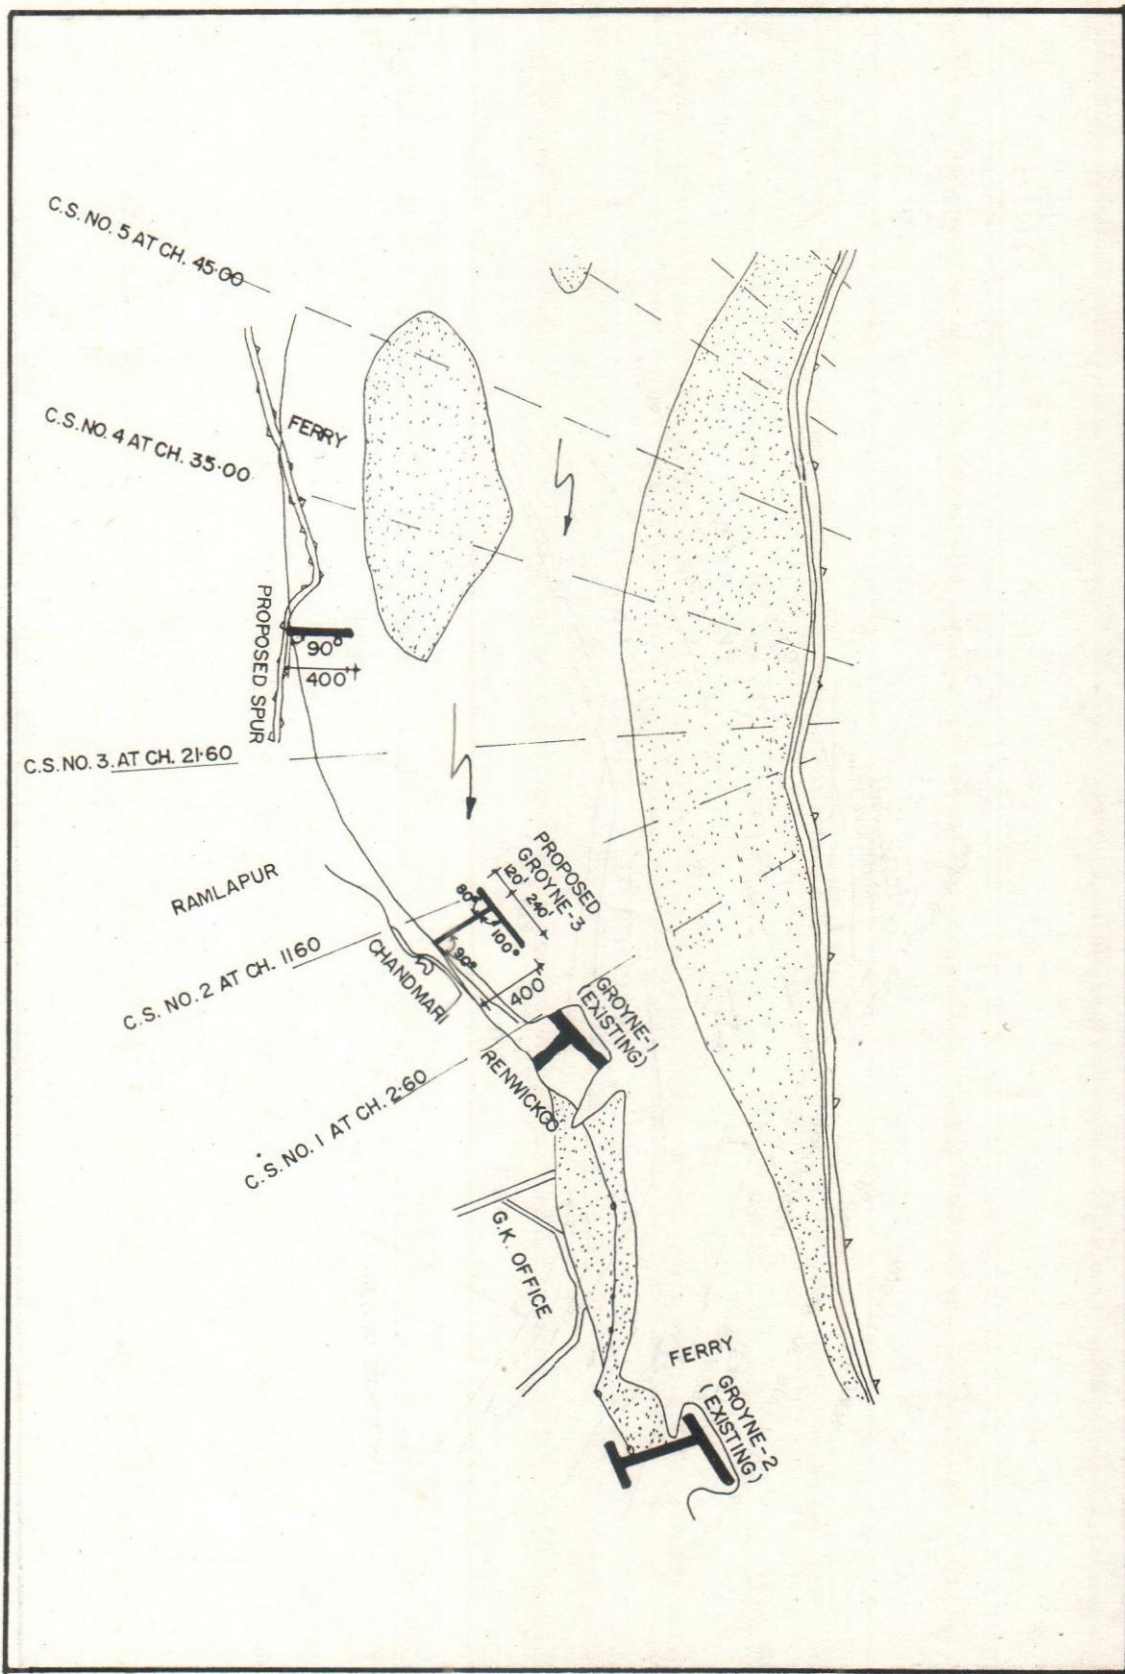 C.S. NO. 5 AT CH. 45·00
C.S. NO. 4 AT CH. 35·00
FERRY
PROPOSED SPUR
90°
400'
C.S. NO. 3. AT CH. 21·60
RAMLAPUR
PROPOSED
GROYNE-3
120' 240'
80°
100°
90°
400
C.S. NO. 2 AT CH. 11·60
CHANDMARI
GROYNE-1
(EXISTING)
RENWICKCO
C.S. NO. 1 AT CH. 2·60
G.K. OFFICE
FERRY
GROYNE-2
(EXISTING)